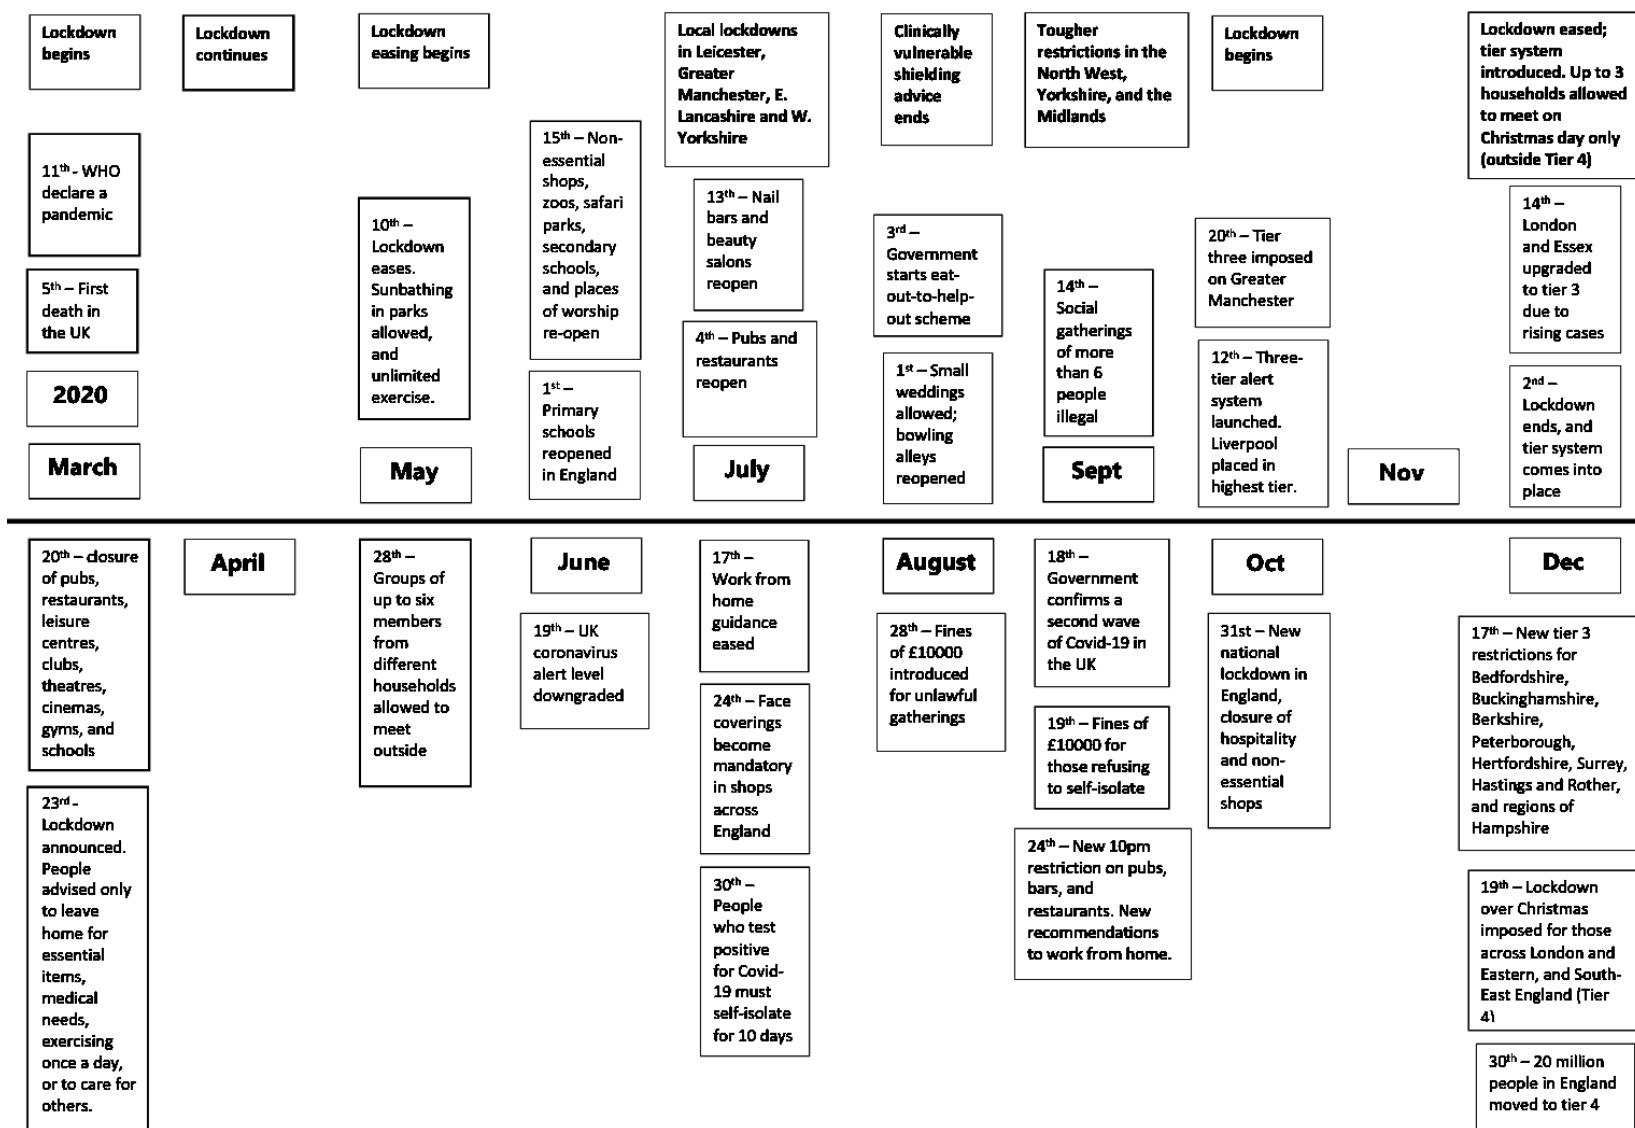 Lockdown
begins
Lockdown
continues
Lockdown
easing begins
Local lockdowns
in Leicester,
Greater
Manchester, E.
Lancashire and W.
Yorkshire
Clinically
vulnerable
shielding
advice
ends
Tougher
restrictions in the
North West,
Yorkshire, and the
Midlands
Lockdown
begins
Lockdown eased;
tier system
introduced. Up to 3
households allowed
to meet on
Christmas day only
(outside Tier 4)
11th - WHO
declare a
pandemic
5th – First
death in
the UK
2020
March
10th –
Lockdown
eases.
Sunbathing
in parks
allowed,
and
unlimited
exercise.
May
15th – Non-
essential
shops,
zoos, safari
parks,
secondary
schools,
and places
of worship
re-open
1st –
Primary
schools
reopened
in England
13th – Nail
bars and
beauty
salons
reopen
4th – Pubs and
restaurants
reopen
July
3rd –
Government
starts eat-
out-to-help-
out scheme
1st – Small
weddings
allowed;
bowling
alleys
reopened
14th –
Social
gatherings
of more
than 6
people
illegal
Sept
20th – Tier
three imposed
on Greater
Manchester
12th – Three-
tier alert
system
launched.
Liverpool
placed in
highest tier.
Nov
14th –
London
and Essex
upgraded
to tier 3
due to
rising cases
2nd –
Lockdown
ends, and
tier system
comes into
place
20th – closure
of pubs,
restaurants,
leisure
centres,
clubs,
theatres,
cinemas,
gyms, and
schools
23rd -
Lockdown
announced.
People
advised only
to leave
home for
essential
items,
medical
needs,
exercising
once a day,
or to care for
others.
April
28th –
Groups of
up to six
members
from
different
households
allowed to
meet
outside
June
19th – UK
coronavirus
alert level
downgraded
17th –
Work from
home
guidance
eased
24th – Face
coverings
become
mandatory
in shops
across
England
30th –
People
who test
positive
for Covid-
19 must
self-isolate
for 10 days
August
28th – Fines
of £10000
introduced
for unlawful
gatherings
18th –
Government
confirms a
second wave
of Covid-19 in
the UK
19th – Fines of
£10000 for
those refusing
to self-isolate
24th – New 10pm
restriction on pubs,
bars, and
restaurants. New
recommendations
to work from home.
Oct
31st – New
national
lockdown in
England,
closure of
hospitality
and non-
essential
shops
Dec
17th – New tier 3
restrictions for
Bedfordshire,
Buckinghamshire,
Berkshire,
Peterborough,
Hertfordshire, Surrey,
Hastings and Rother,
and regions of
Hampshire
19th – Lockdown
over Christmas
imposed for those
across London and
Eastern, and South-
East England (Tier
4)
30th – 20 million
people in England
moved to tier 4